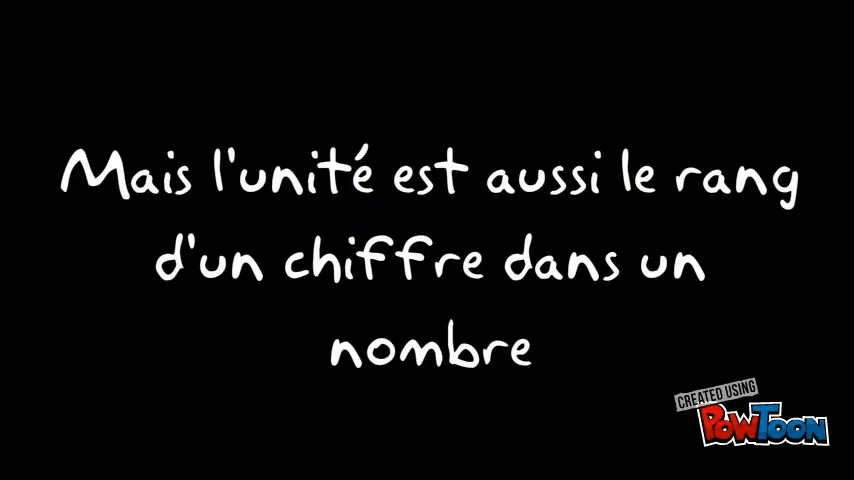 Mais l'unité est aussi le rang
d'un chiffre dans un
nombre
CREATED USING
POWTOON